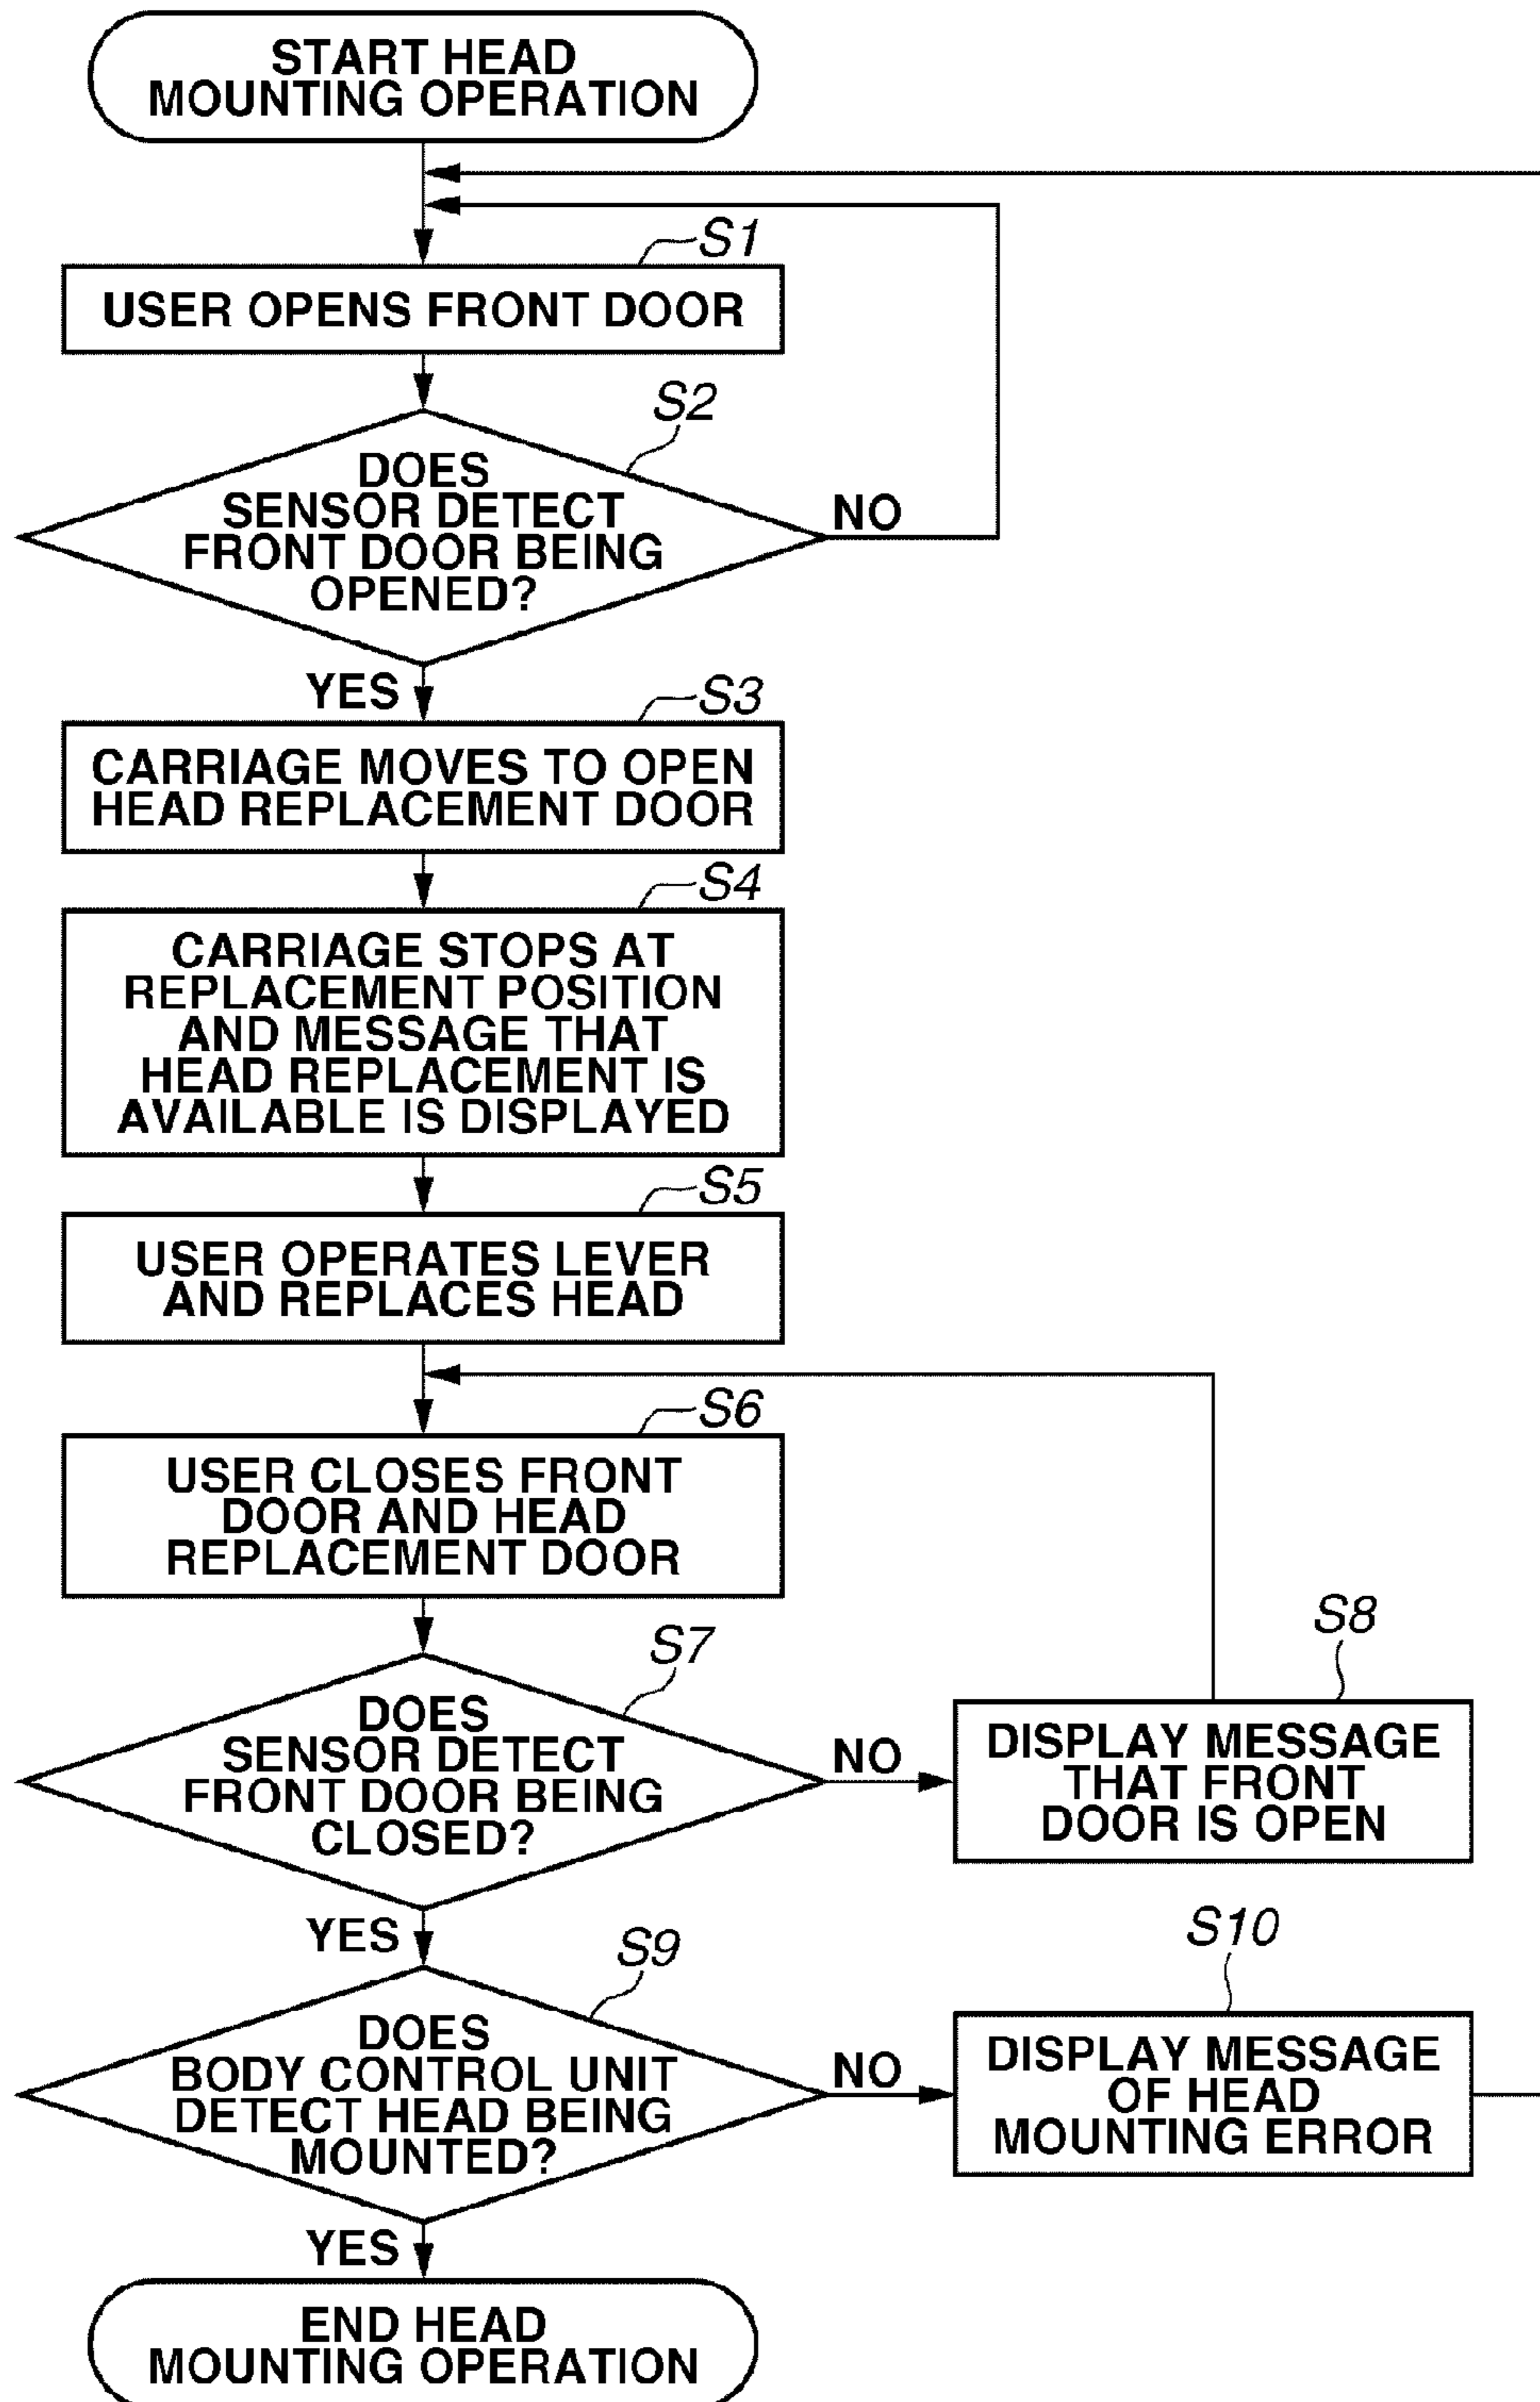 START HEAD
MOUNTING OPERATION
S1
USER OPENS FRONT DOOR
S2
DOES
SENSOR DETECT
FRONT DOOR BEING
OPENED?
NO
YES
S3
CARRIAGE MOVES TO OPEN
HEAD REPLACEMENT DOOR
S4
CARRIAGE STOPS AT
REPLACEMENT POSITION
AND MESSAGE THAT
HEAD REPLACEMENT IS
AVAILABLE IS DISPLAYED
S5
USER OPERATES LEVER
AND REPLACES HEAD
S6
USER CLOSES FRONT
DOOR AND HEAD
REPLACEMENT DOOR
S7
DOES
SENSOR DETECT
FRONT DOOR BEING
CLOSED?
NO
S8
DISPLAY MESSAGE
THAT FRONT
DOOR IS OPEN
YES
S9
DOES
BODY CONTROL UNIT
DETECT HEAD BEING
MOUNTED?
NO
S10
DISPLAY MESSAGE
OF HEAD
MOUNTING ERROR
YES
END HEAD
MOUNTING OPERATION